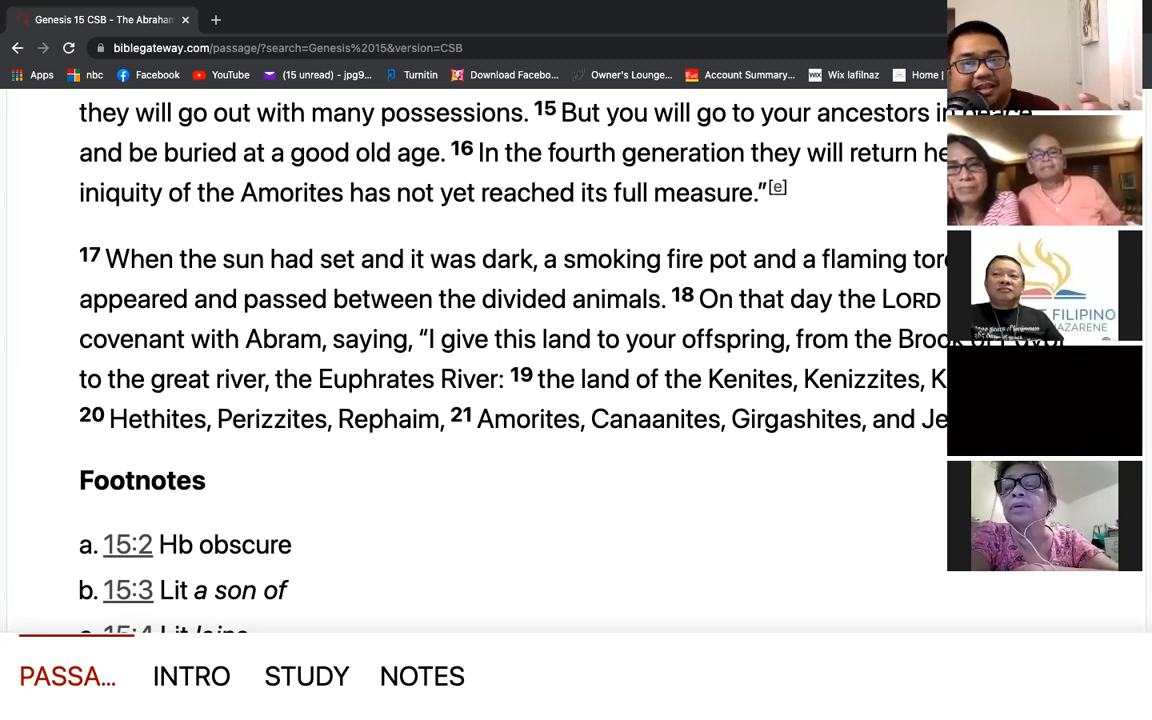 Genesis 15 CSB - The Abraham
biblegateway.com/passage/?search=Genesis%2015&version=CSB
Apps nbc Facebook YouTube (15 unread) - jpg9... Turnitin Download Facebo... Owner's Lounge... Account Summary... WIX Wix lafilnaz Home |
they will go out with many possessions. 15 But you will go to your ancestors in peace
and be buried at a good old age. 16 In the fourth generation they will return he
iniquity of the Amorites has not yet reached its full measure.”[e]
17 When the sun had set and it was dark, a smoking fire pot and a flaming tor
appeared and passed between the divided animals. 18 On that day the LORD
covenant with Abram, saying, “I give this land to your offspring, from the Brook of
to the great river, the Euphrates River: 19 the land of the Kenites, Kenizzites, K
20 Hethites, Perizzites, Rephaim, 21 Amorites, Canaanites, Girgashites, and Je
FILIPINO
NAZARENE
Footnotes
a. 15:2 Hb obscure
b. 15:3 Lit a son of
c. 15:4 Lit loins
PASSA... INTRO STUDY NOTES